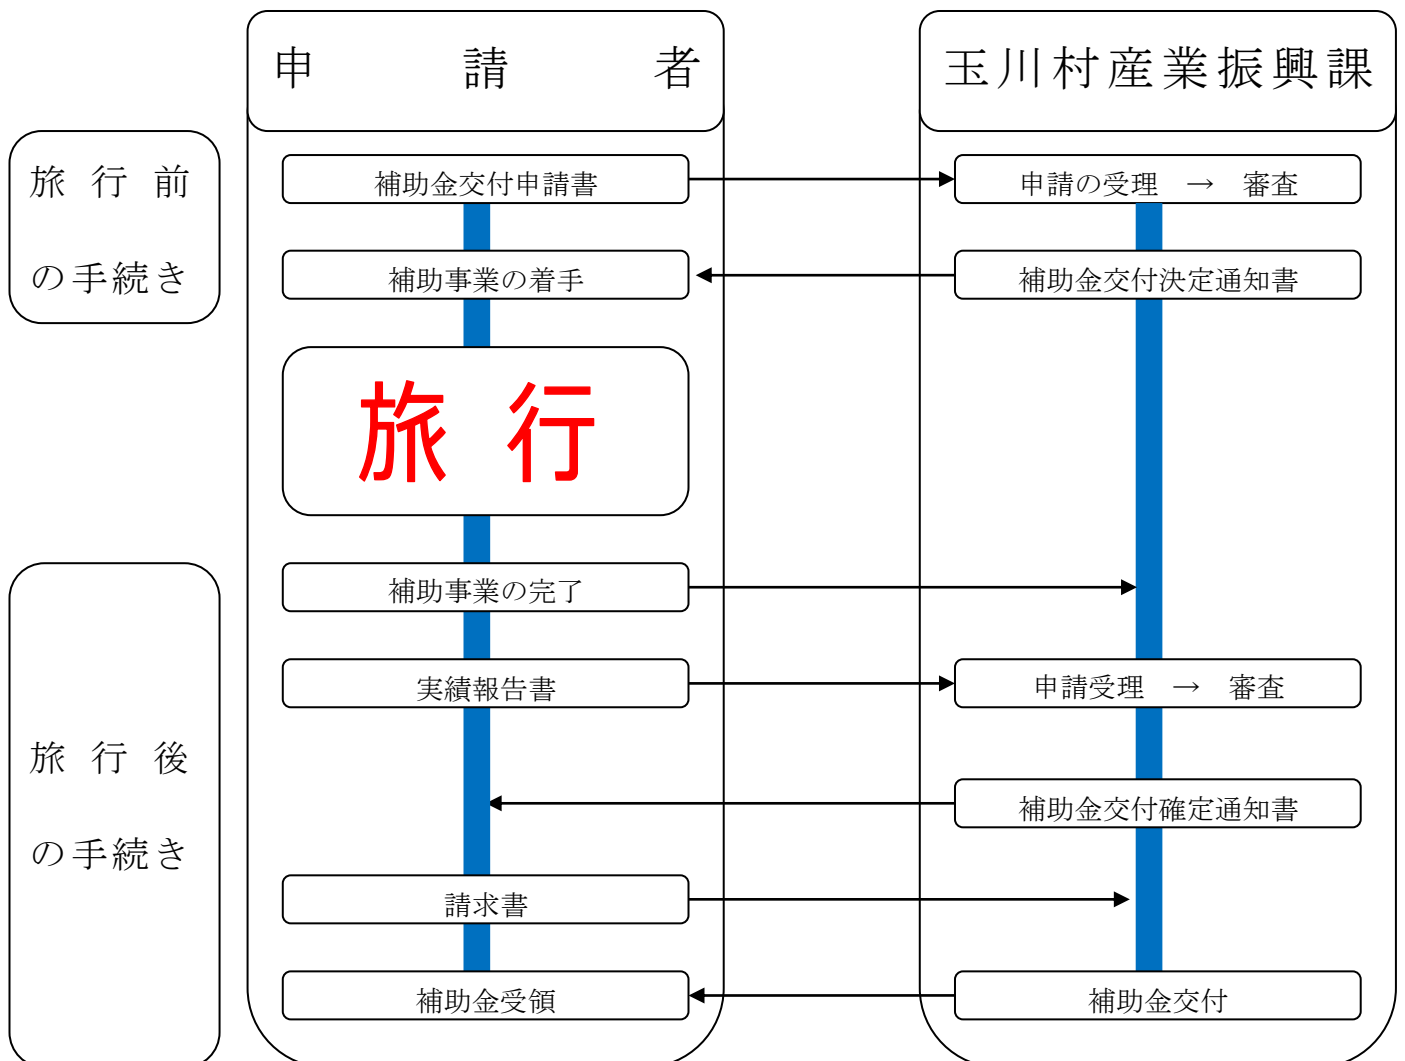 申請者
玉川村産業振興課
旅行前
の手続き
補助金交付申請書
申請の受理 → 審査
補助事業の着手
補助金交付決定通知書
旅行
旅行後
の手続き
補助事業の完了
実績報告書
申請受理 → 審査
補助金交付確定通知書
請求書
補助金受領
補助金交付